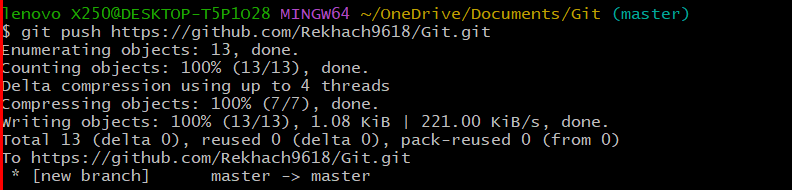 lenovo X250@DESKTOP-T5P1O28 MINGW64 ~/OneDrive/Documents/Git (master)
$ git push https://github.com/Rekhach9618/Git.git
Enumerating objects: 13, done.
Counting objects: 100% (13/13), done.
Delta compression using up to 4 threads
Compressing objects: 100% (7/7), done.
Writing objects: 100% (13/13), 1.08 KiB | 221.00 KiB/s, done.
Total 13 (delta 0), reused 0 (delta 0), pack-reused 0 (from 0)
To https://github.com/Rekhach9618/Git.git
 * [new branch]      master -> master